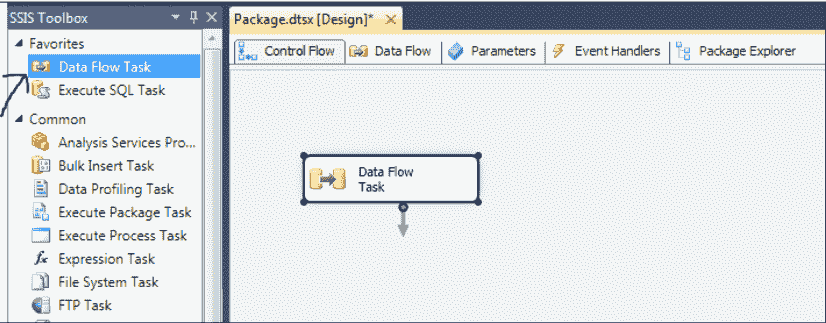 SSIS Toolbox
Package.dtsx [Design]*
Control Flow
Data Flow
Parameters
Event Handlers
Package Explorer
Favorites
Data Flow Task
Execute SQL Task
Common
Analysis Services Pro...
Bulk Insert Task
Data Profiling Task
Execute Package Task
Execute Process Task
Expression Task
File System Task
FTP Task
Data Flow
Task